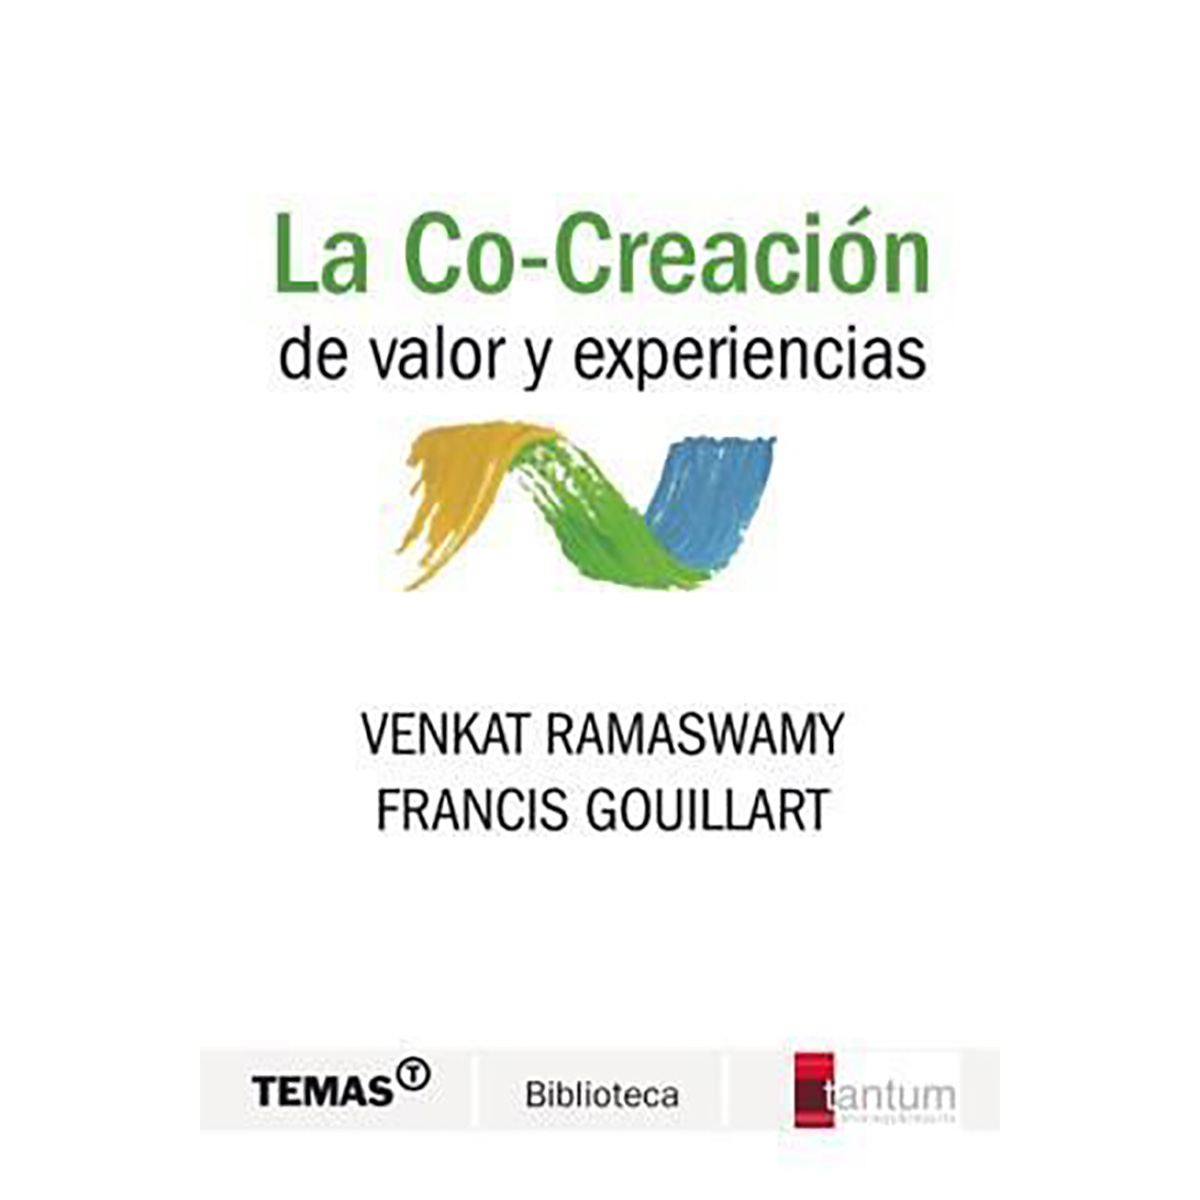 La Co-Creación
de valor y experiencias
VENKAT RAMASWAMY
FRANCIS GOUILLART
TEMAS T
Biblioteca
tantum